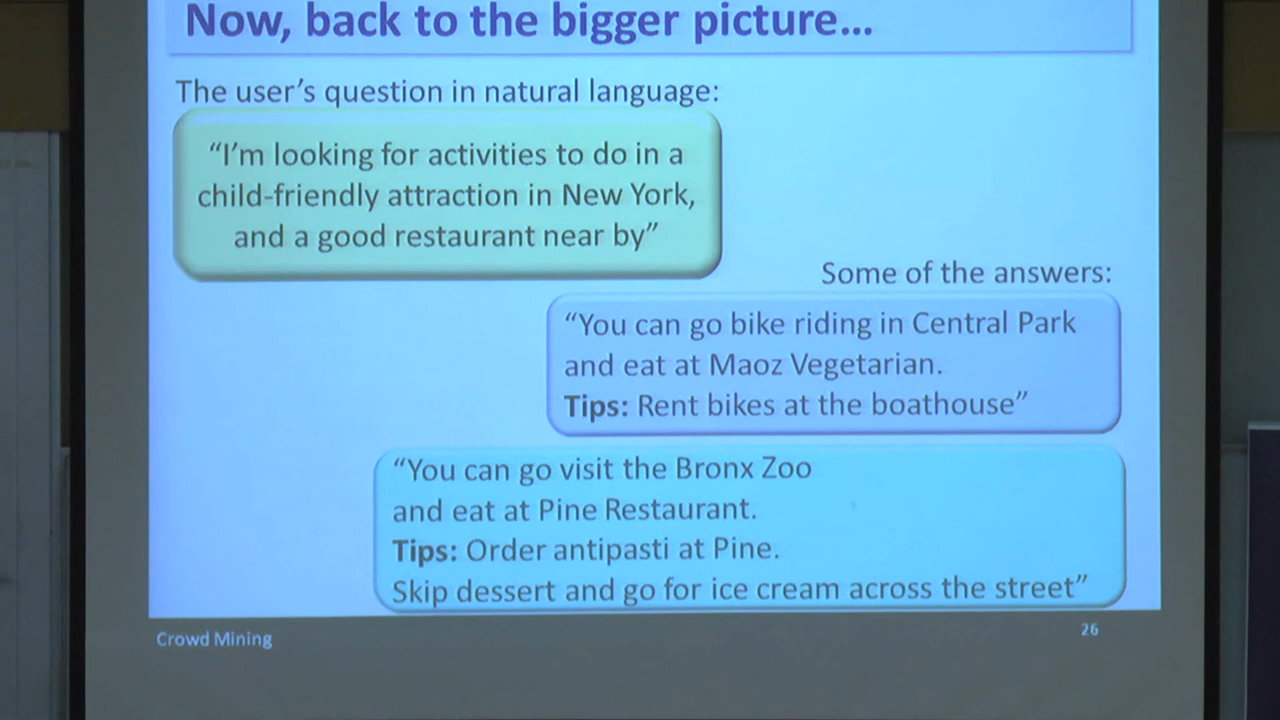 Now, back to the bigger picture...
The user's question in natural language:
“I'm looking for activities to do in a
child-friendly attraction in New York,
and a good restaurant near by”
Some of the answers:
“You can go bike riding in Central Park
and eat at Maoz Vegetarian.
Tips: Rent bikes at the boathouse”
“You can go visit the Bronx Zoo
and eat at Pine Restaurant.
Tips: Order antipasti at Pine.
Skip dessert and go for ice cream across the street”
Crowd Mining
26